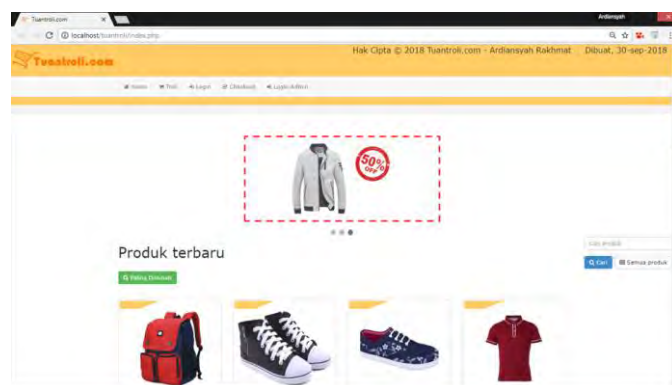 Tuantroli.com
Ardiansyah
localhost/tuantroli/index.php
Hak Cipta © 2018 Tuantroli.com - Ardiansyah Rakhmat Dibuat, 30-sep-2018
Tuantroli.com
Home Troli Login Checkout Login Admin
50%
OFF
Produk terbaru
Cari produk
Cari Semua produk
Paling Diminati